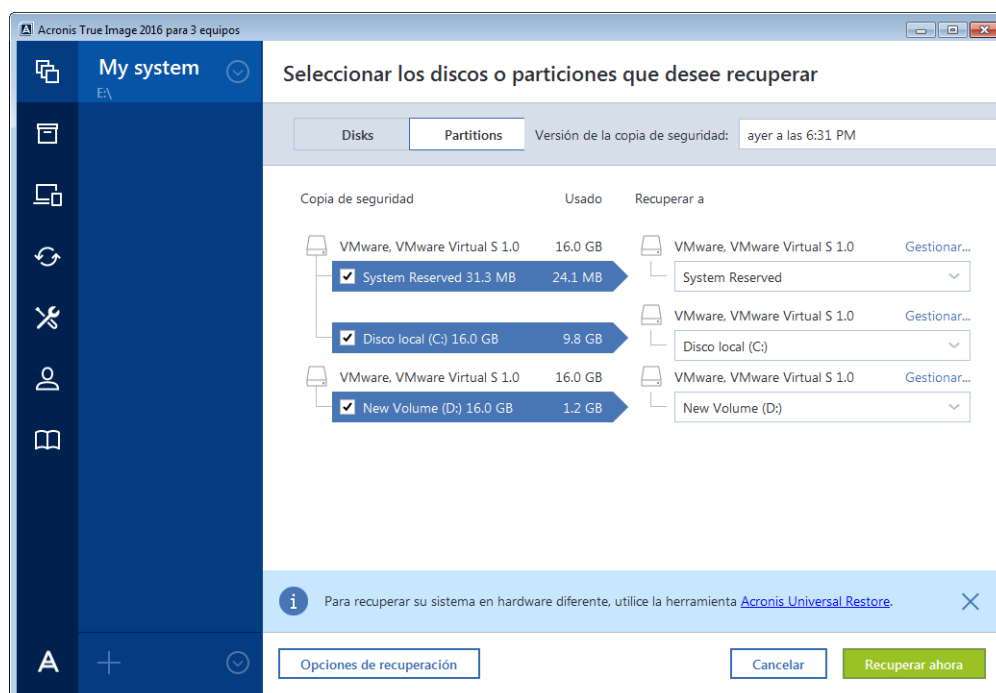 Acronis True Image 2016 para 3 equipos
My system
E:\
Seleccionar los discos o particiones que desee recuperar
Disks Partitions Versión de la copia de seguridad: ayer a las 6:31 PM
Copia de seguridad Usado Recuperar a
VMware, VMware Virtual S 1.0 16.0 GB VMware, VMware Virtual S 1.0 Gestionar...
System Reserved 31.3 MB 24.1 MB System Reserved
VMware, VMware Virtual S 1.0 Gestionar...
Disco local (C:) 16.0 GB 9.8 GB Disco local (C:)
VMware, VMware Virtual S 1.0 16.0 GB VMware, VMware Virtual S 1.0 Gestionar...
New Volume (D:) 16.0 GB 1.2 GB New Volume (D:)
Para recuperar su sistema en hardware diferente, utilice la herramienta Acronis Universal Restore.
Opciones de recuperación Cancelar Recuperar ahora